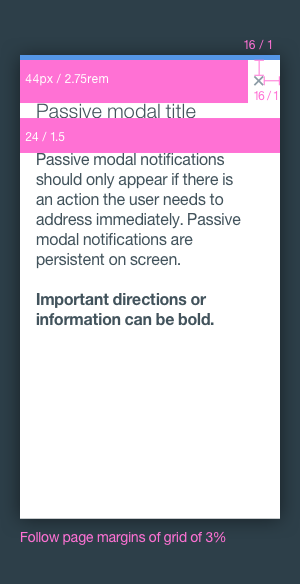 16 / 1
44px / 2.75rem
16 / 1
Passive modal title
24 / 1.5
Passive modal notifications
should only appear if there is
an action the user needs to
address immediately. Passive
modal notifications are
persistent on screen.
Important directions or
information can be bold.
Follow page margins of grid of 3%